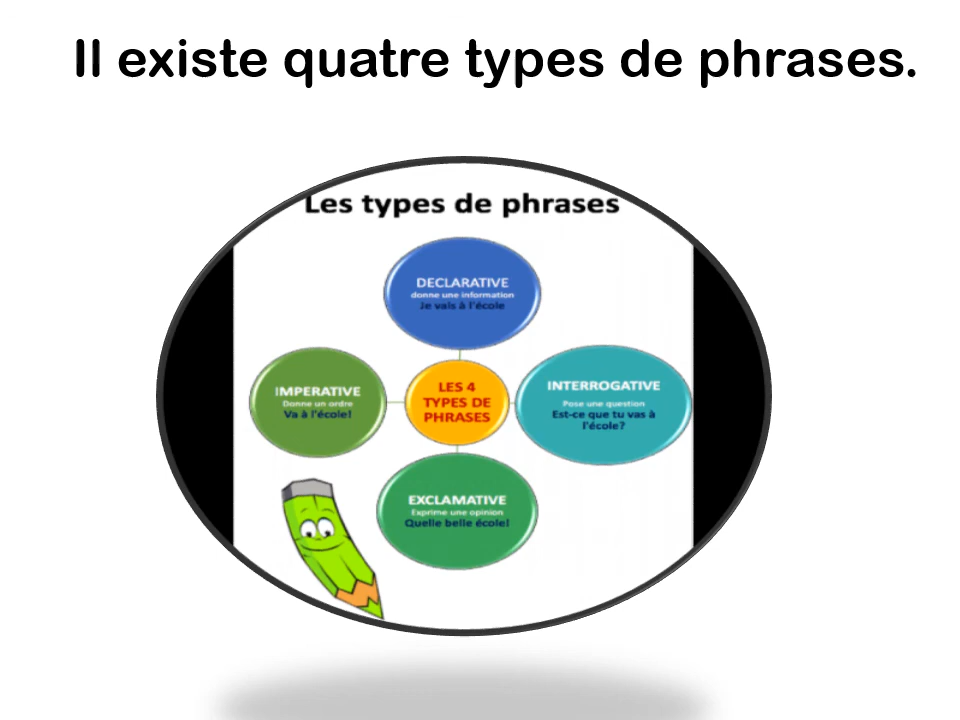 Il existe quatre types de phrases.
Les types de phrases
DECLARATIVE
donne une information
Je vais à l'école
IMPERATIVE
Donne un ordre
Va à l'école!
LES 4
TYPES DE
PHRASES
INTERROGATIVE
Pose une question
Est-ce que tu vas à
l'école?
EXCLAMATIVE
Exprime une opinion
Quelle belle école!